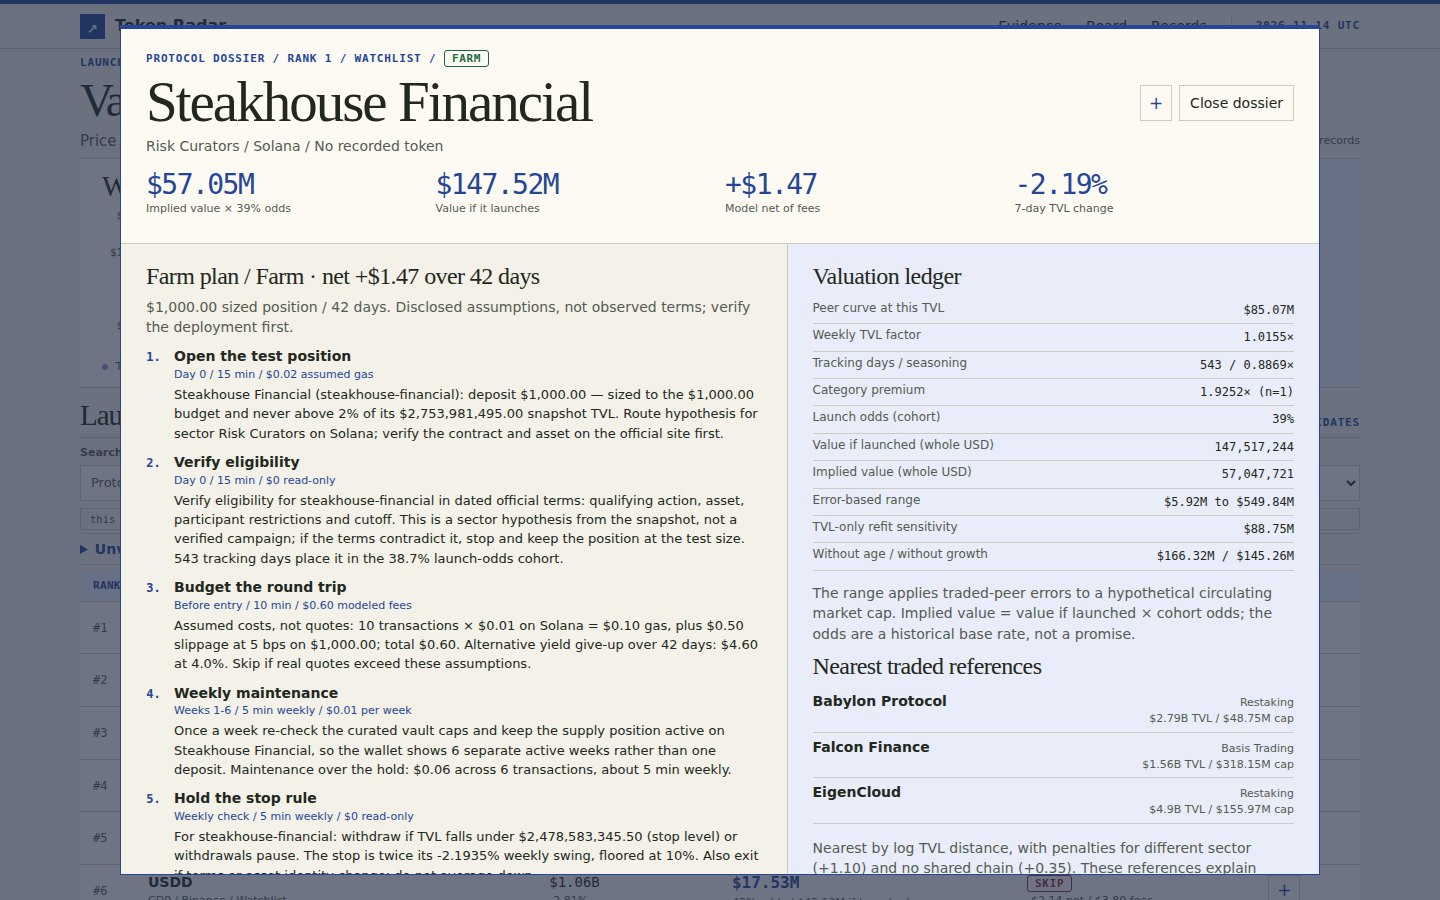 Token Radar
Evidence Board Records 2026-11-14 UTC
PROTOCOL DOSSIER / RANK 1 / WATCHLIST / FARM
Steakhouse Financial
+ Close dossier
Risk Curators / Solana / No recorded token
$57.05M
Implied value × 39% odds
$147.52M
Value if it launches
+$1.47
Model net of fees
-2.19%
7-day TVL change
Farm plan / Farm · net +$1.47 over 42 days
$1,000.00 sized position / 42 days. Disclosed assumptions, not observed terms; verify
the deployment first.
1. Open the test position
Day 0 / 15 min / $0.02 assumed gas
Steakhouse Financial (steakhouse-financial): deposit $1,000.00 — sized to the $1,000.00
budget and never above 2% of its $2,753,981,495.00 snapshot TVL. Route hypothesis for
sector Risk Curators on Solana; verify the contract and asset on the official site first.
2. Verify eligibility
Day 0 / 15 min / $0 read-only
Verify eligibility for steakhouse-financial in dated official terms: qualifying action, asset,
participant restrictions and cutoff. This is a sector hypothesis from the snapshot, not a
verified campaign; if the terms contradict it, stop and keep the position at the test size.
543 tracking days place it in the 38.7% launch-odds cohort.
3. Budget the round trip
Before entry / 10 min / $0.60 modeled fees
Assumed costs, not quotes: 10 transactions × $0.01 on Solana = $0.10 gas, plus $0.50
slippage at 5 bps on $1,000.00; total $0.60. Alternative yield give-up over 42 days: $4.60
at 4.0%. Skip if real quotes exceed these assumptions.
4. Weekly maintenance
Weeks 1-6 / 5 min weekly / $0.01 per week
Once a week re-check the curated vault caps and keep the supply position active on
Steakhouse Financial, so the wallet shows 6 separate active weeks rather than one
deposit. Maintenance over the hold: $0.06 across 6 transactions, about 5 min weekly.
5. Hold the stop rule
Weekly check / 5 min weekly / $0 read-only
For steakhouse-financial: withdraw if TVL falls under $2,478,583,345.50 (stop level) or
withdrawals pause. The stop is twice its -2.1935% weekly swing, floored at 10%. Also exit
Valuation ledger
Peer curve at this TVL $85.07M
Weekly TVL factor 1.0155×
Tracking days / seasoning 543 / 0.8869×
Category premium 1.9252× (n=1)
Launch odds (cohort) 39%
Value if launched (whole USD) 147,517,244
Implied value (whole USD) 57,047,721
Error-based range $5.92M to $549.84M
TVL-only refit sensitivity $88.75M
Without age / without growth $166.32M / $145.26M
The range applies traded-peer errors to a hypothetical circulating
market cap. Implied value = value if launched × cohort odds; the
odds are a historical base rate, not a promise.
Nearest traded references
Babylon Protocol Restaking
$2.79B TVL / $48.75M cap
Falcon Finance Basis Trading
$1.56B TVL / $318.15M cap
EigenCloud Restaking
$4.9B TVL / $155.97M cap
Nearest by log TVL distance, with penalties for different sector
(+1.10) and no shared chain (+0.35). These references explain
Price
records
Search
this
RANK
#1
#2
#3
#4
#5
#6 USDD $1.06B $17.53M SKIP +